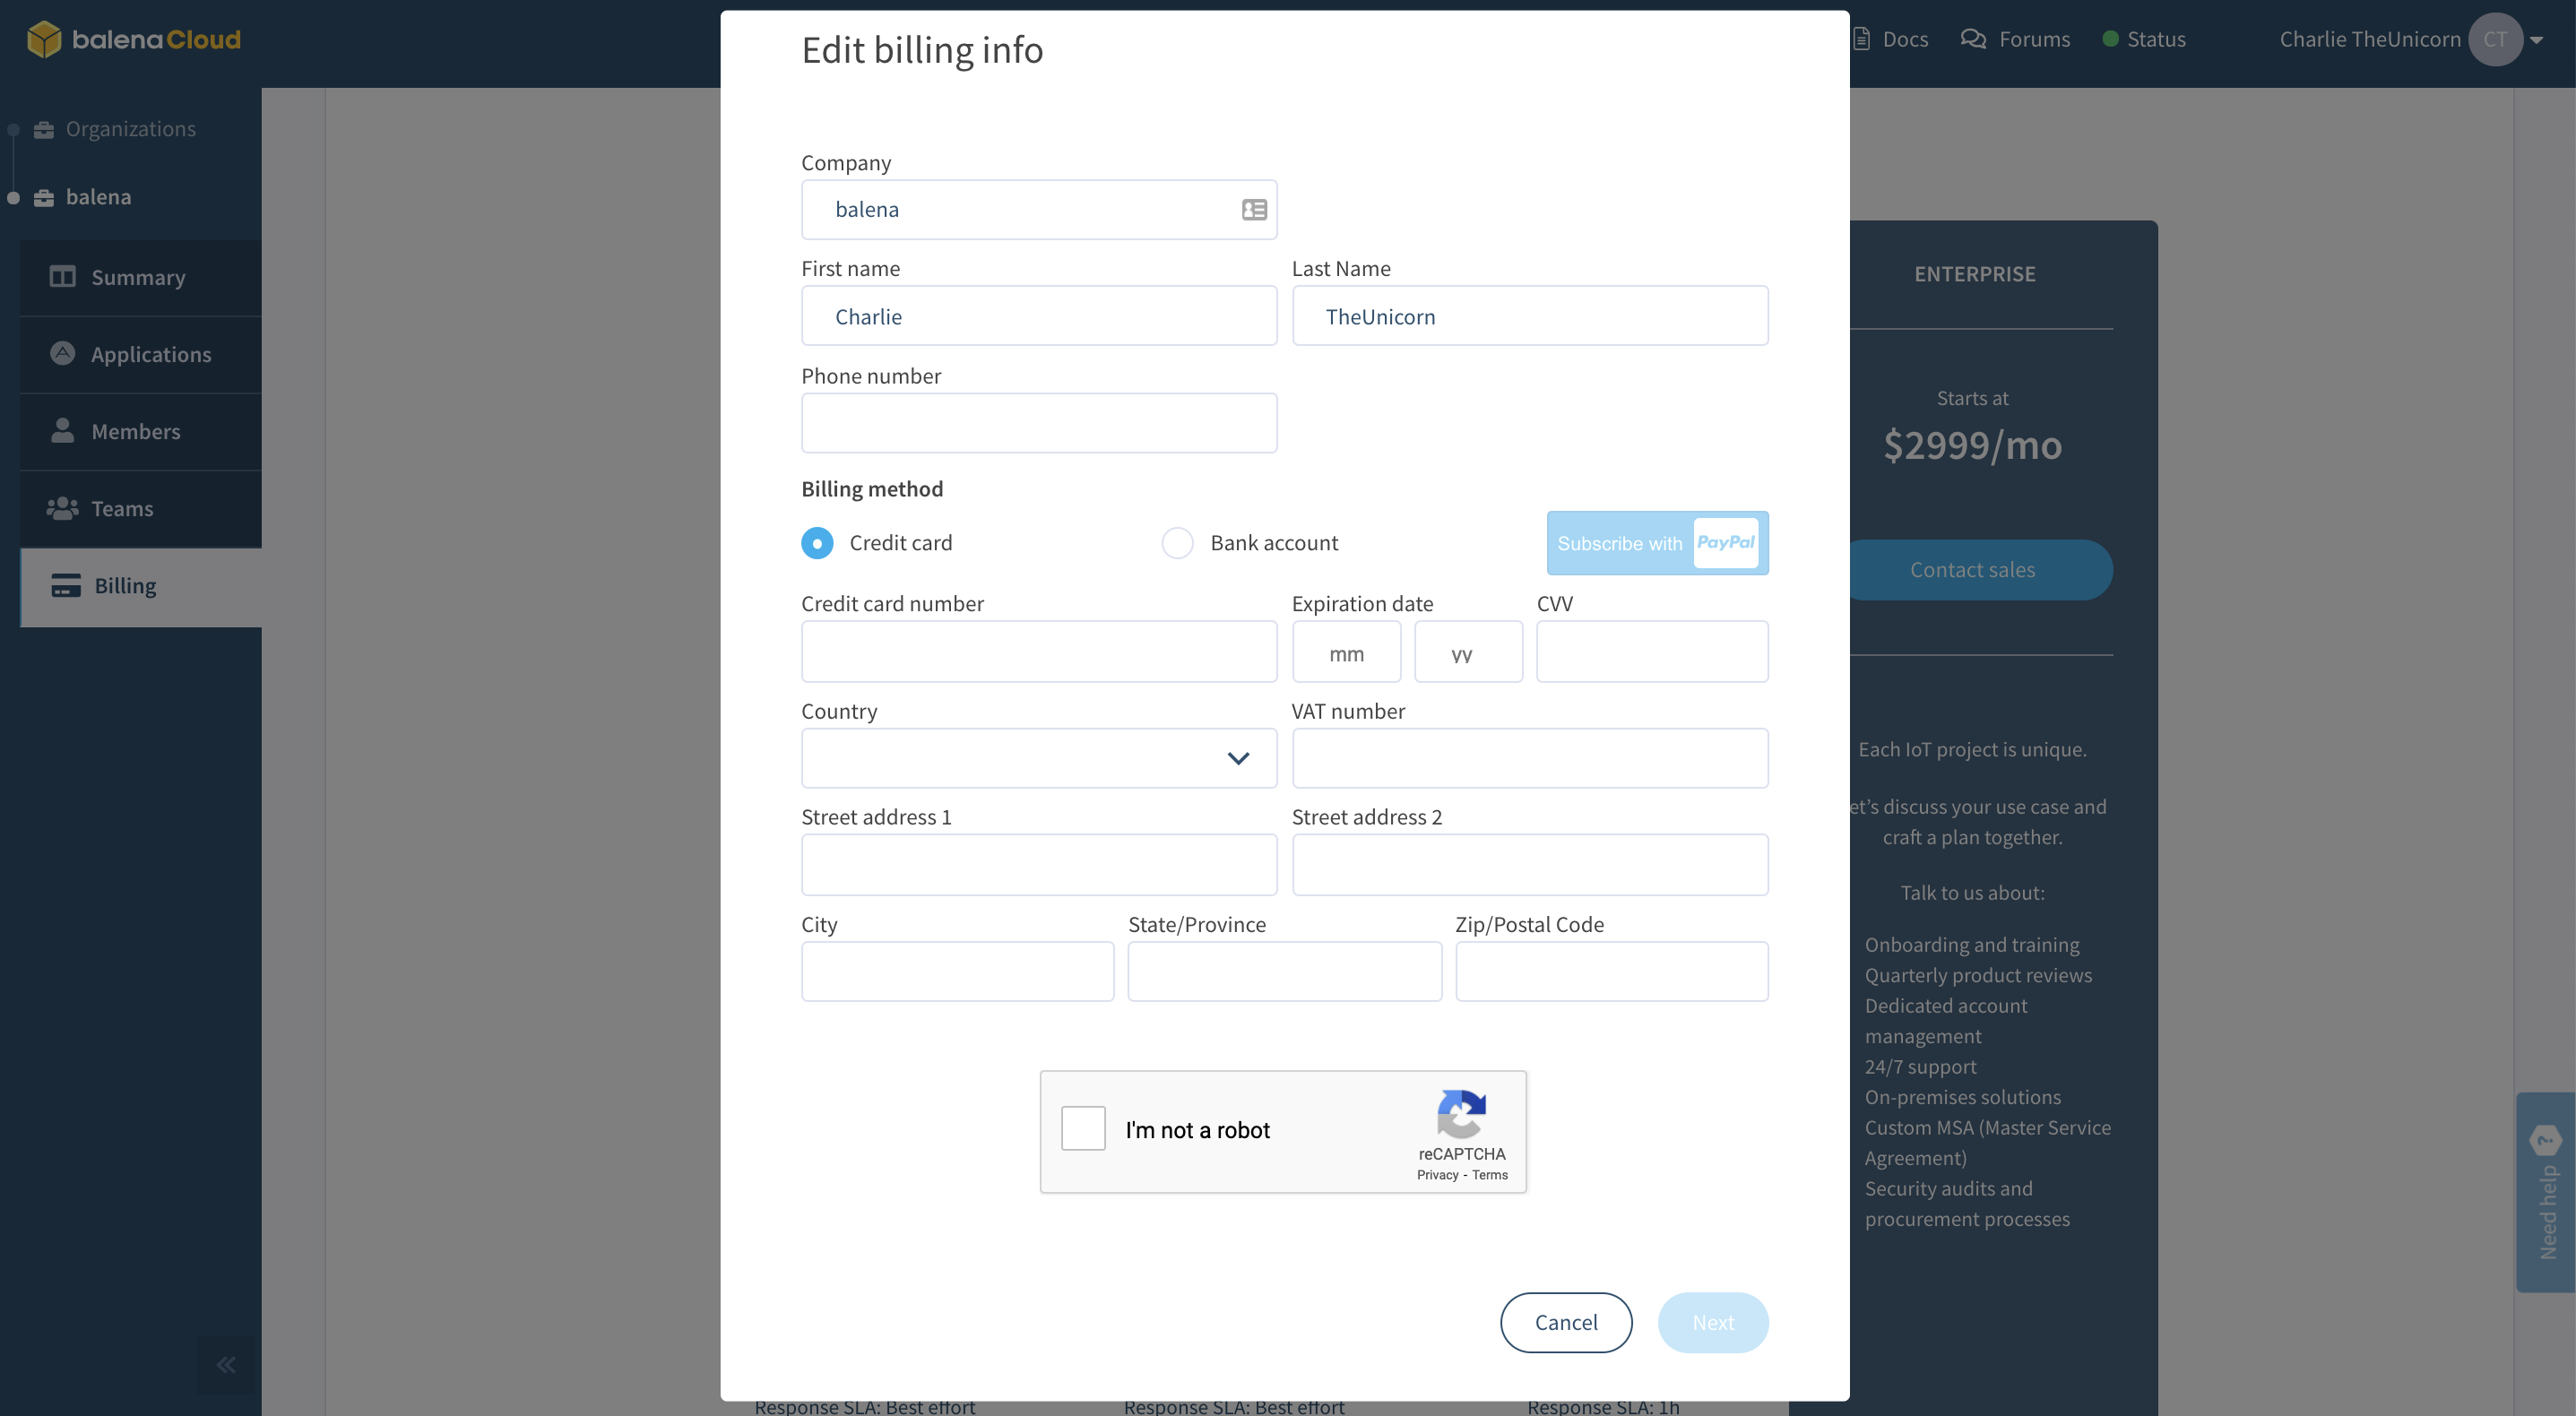 balenaCloud
Docs
Forums
Status
Charlie TheUnicorn
CT
Organizations
balena
Summary
Applications
Members
Teams
Billing
Edit billing info
Company
balena
First name
Last Name
Charlie
TheUnicorn
Phone number
Billing method
Credit card
Bank account
Subscribe with PayPal
Credit card number
Expiration date
CVV
mm
yy
Country
VAT number
Street address 1
Street address 2
City
State/Province
Zip/Postal Code
I'm not a robot
reCAPTCHA
Privacy - Terms
Cancel
Next
ENTERPRISE
Starts at
$2999/mo
Contact sales
Each IoT project is unique.
et's discuss your use case and
craft a plan together.
Talk to us about:
Onboarding and training
Quarterly product reviews
Dedicated account
management
24/7 support
On-premises solutions
Custom MSA (Master Service
Agreement)
Security audits and
procurement processes
Need help
?
Response SLA: Best effort
Response SLA: Best effort
Response SLA: 1h